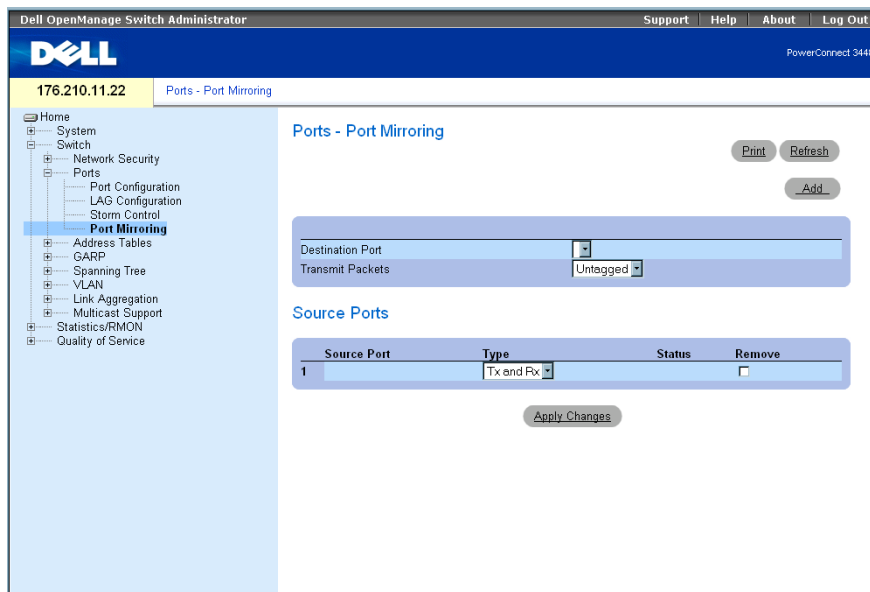 Dell OpenManage Switch Administrator
Support Help About Log Out
DELL
PowerConnect 344
176.210.11.22
Ports - Port Mirroring
Home
System
Switch
Network Security
Ports
Port Configuration
LAG Configuration
Storm Control
Port Mirroring
Address Tables
GARP
Spanning Tree
VLAN
Link Aggregation
Multicast Support
Statistics/RMON
Quality of Service
Ports - Port Mirroring
Print Refresh
Add
Destination Port
Transmit Packets Untagged
Source Ports
Source Port Type Status Remove
1 Tx and Rx
Apply Changes